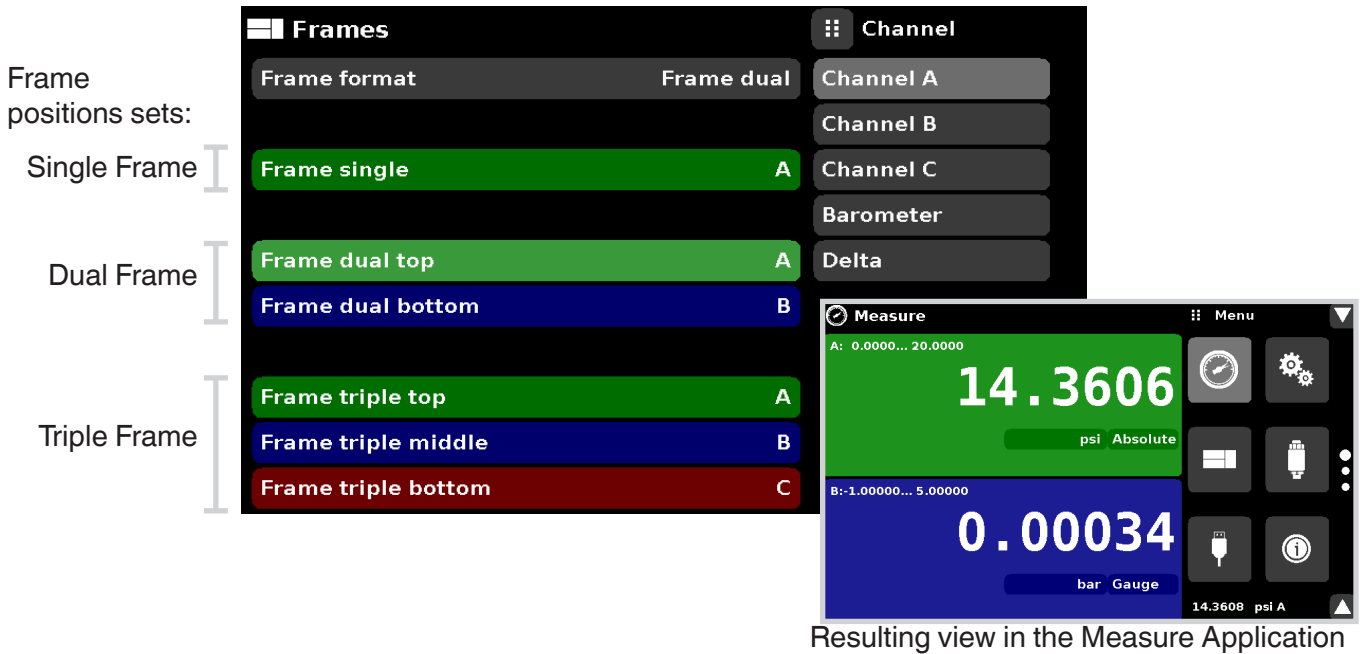 Frame
positions sets:
Single Frame
Dual Frame
Triple Frame
Frames
Frame format Frame dual
Frame single A
Frame dual top A
Frame dual bottom B
Frame triple top A
Frame triple middle B
Frame triple bottom C
Channel
Channel A
Channel B
Channel C
Barometer
Delta
Measure
A: 0.0000... 20.0000
14.3606
psi Absolute
B:-1.00000... 5.00000
0.00034
bar Gauge
Menu
14.3608 psi A
Resulting view in the Measure Application